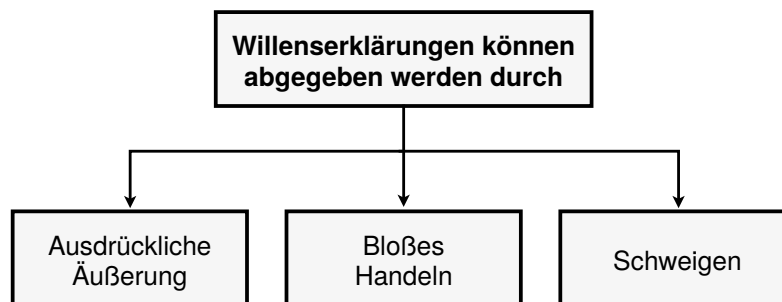 Willenserklärungen können
abgegeben werden durch
Ausdrückliche
Äußerung
Bloßes
Handeln
Schweigen